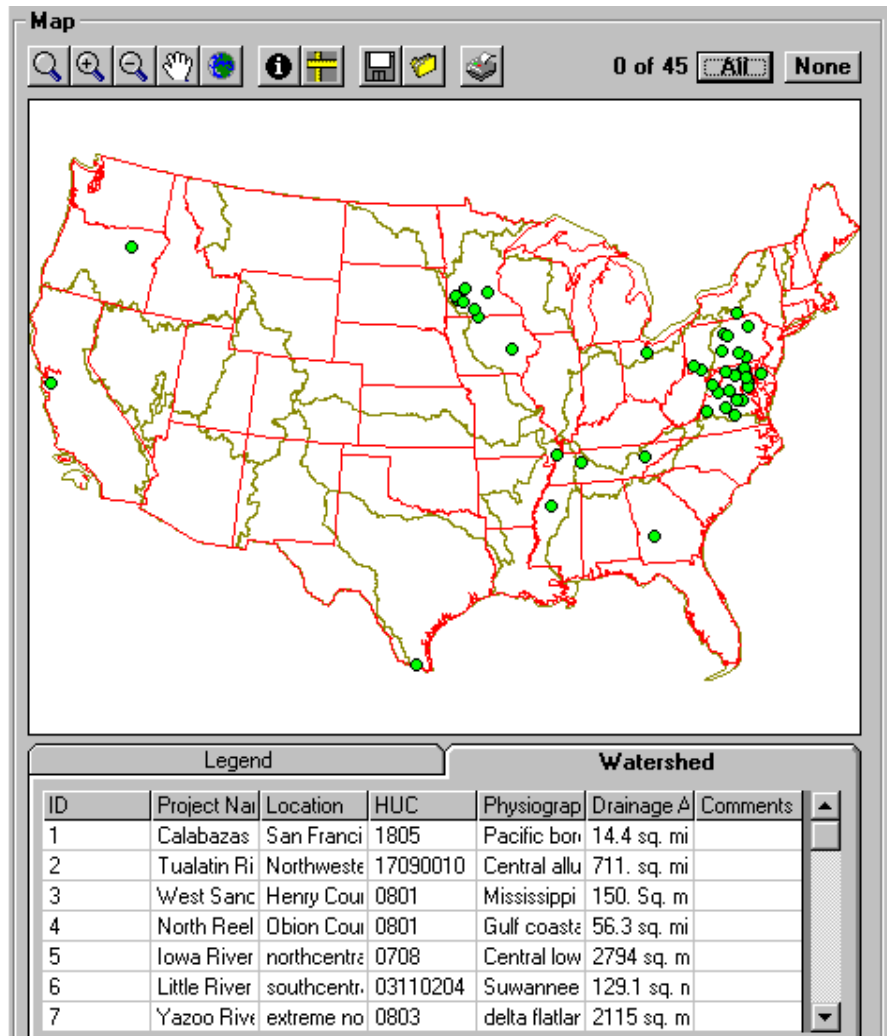 Map
0 of 45 All None
Legend Watershed
ID Project Nar Location HUC Physiograp Drainage A Comments
1 Calabazas San Franci 1805 Pacific bor 14.4 sq. mi
2 Tualatin Ri Northweste 17090010 Central allu 711. sq. mi
3 West Sanc Henry Cour 0801 Mississippi 150. Sq. m
4 North Reel Obion Cour 0801 Gulf coasta 56.3 sq. mi
5 Iowa River northcentra 0708 Central low 2794 sq. m
6 Little River southcentr 03110204 Suwannee 129.1 sq. n
7 Yazoo Rive extreme no 0803 delta flatlar 2115 sq. m